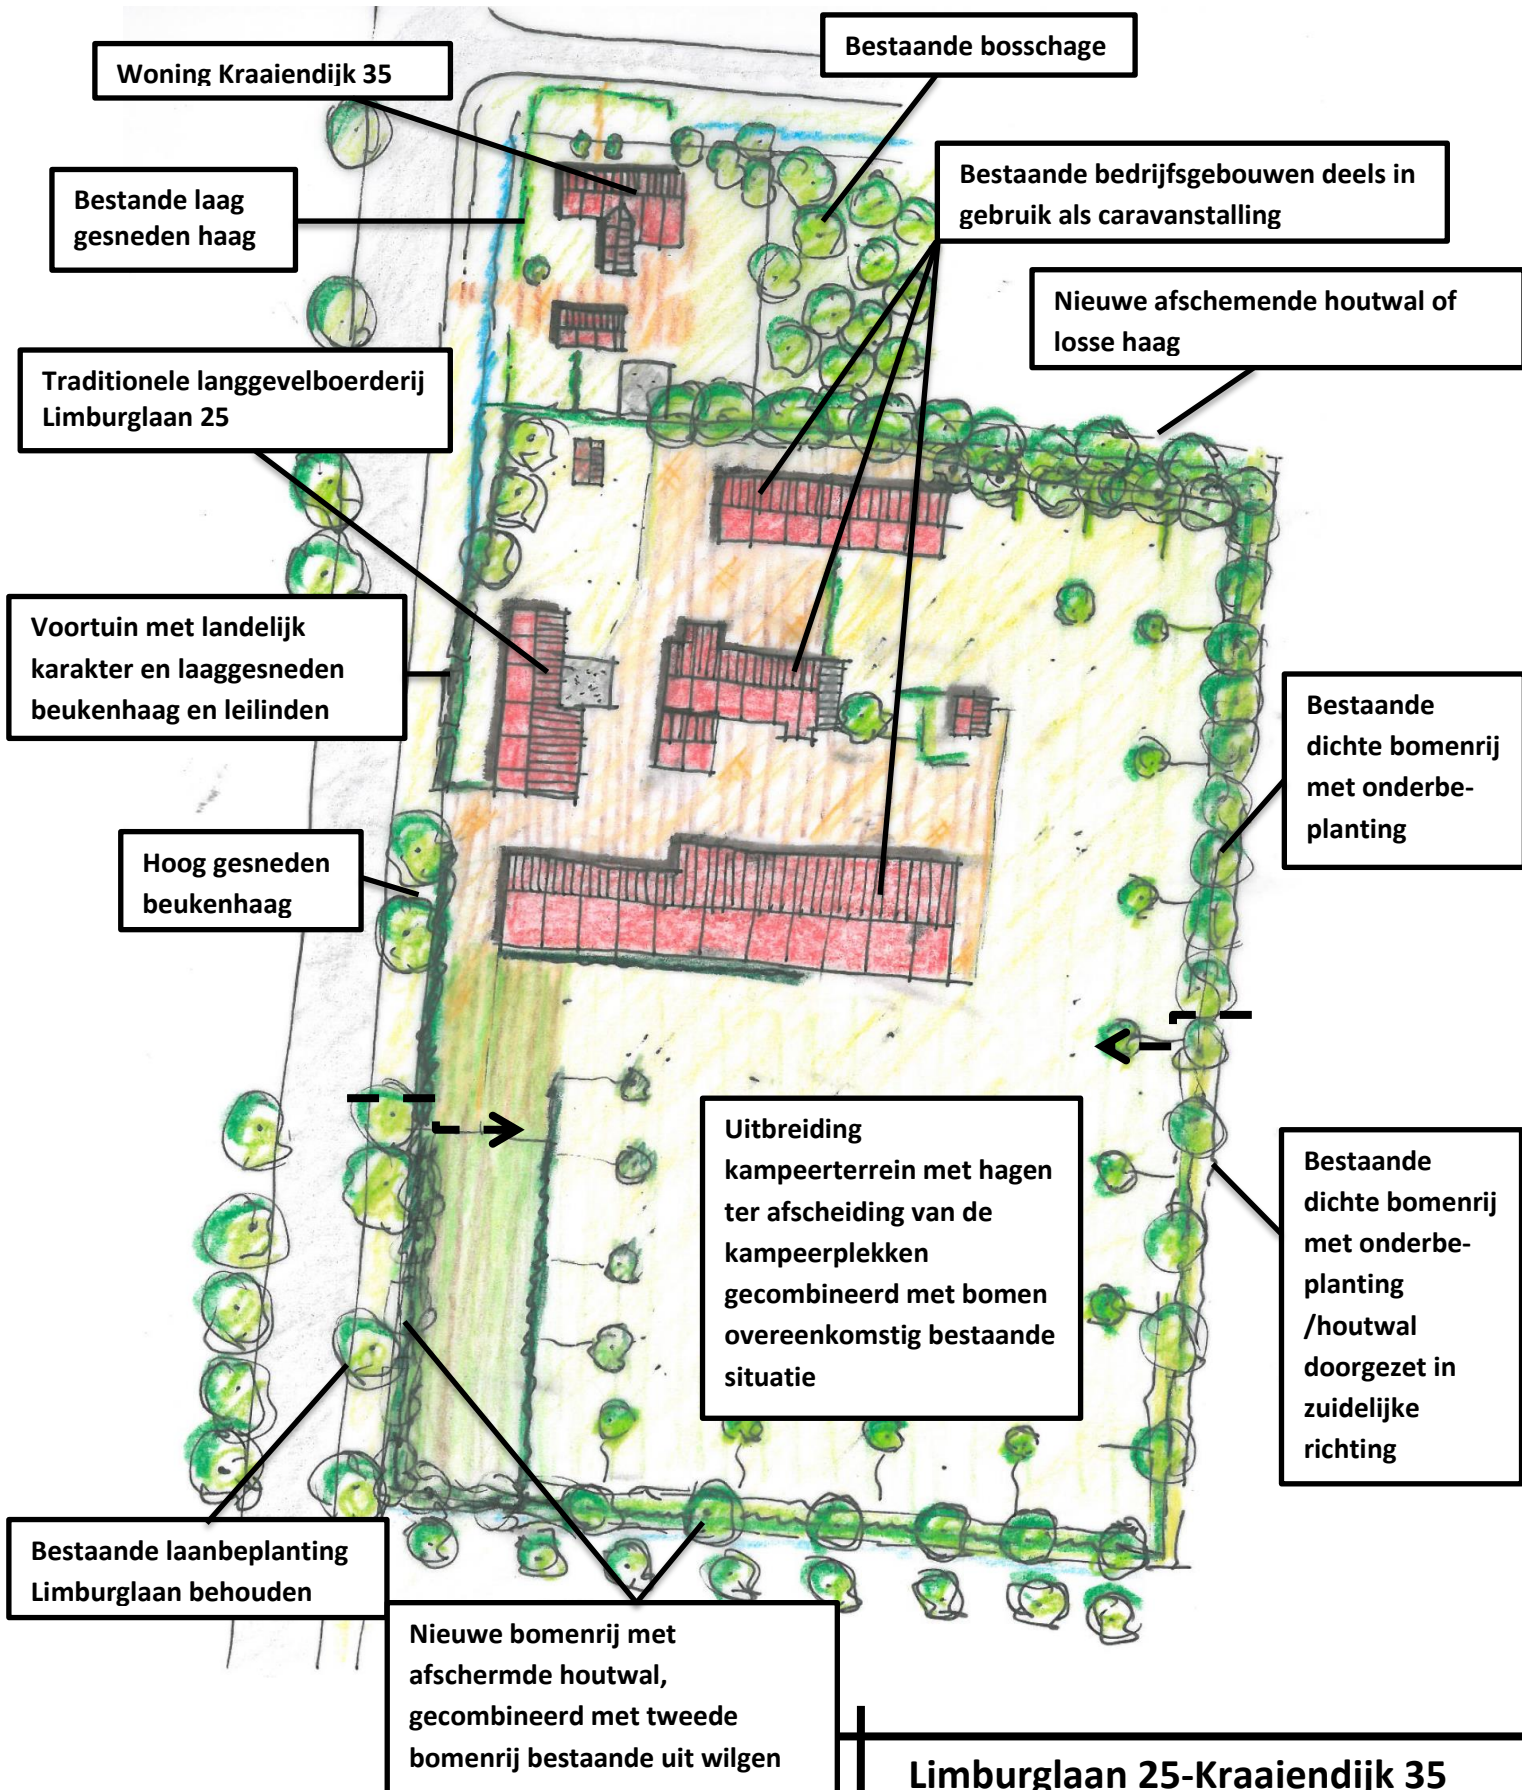 Bestaande bosschage
Woning Kraaiendijk 35
Bestaande bedrijfsgebouwen deels in
gebruik als caravanstalling
Bestande laag
gesneden haag
Nieuwe afschemende houtwal of
losse haag
Traditionele langgevelboerderij
Limburglaan 25
Voortuin met landelijk
karakter en laaggesneden
beukenhaag en leilinden
Bestaande
dichte bomenrij
met onderbe-
planting
Hoog gesneden
beukenhaag
Uitbreiding
kampeerterrein met hagen
ter afscheiding van de
kampeerplekken
gecombineerd met bomen
overeenkomstig bestaande
situatie
Bestaande
dichte bomenrij
met onderbe-
planting
/houtwal
doorgezet in
zuidelijke
richting
Bestaande laanbeplanting
Limburglaan behouden
Nieuwe bomenrij met
afschermde houtwal,
gecombineerd met tweede
bomenrij bestaande uit wilgen
Limburglaan 25-Kraaiendijk 35